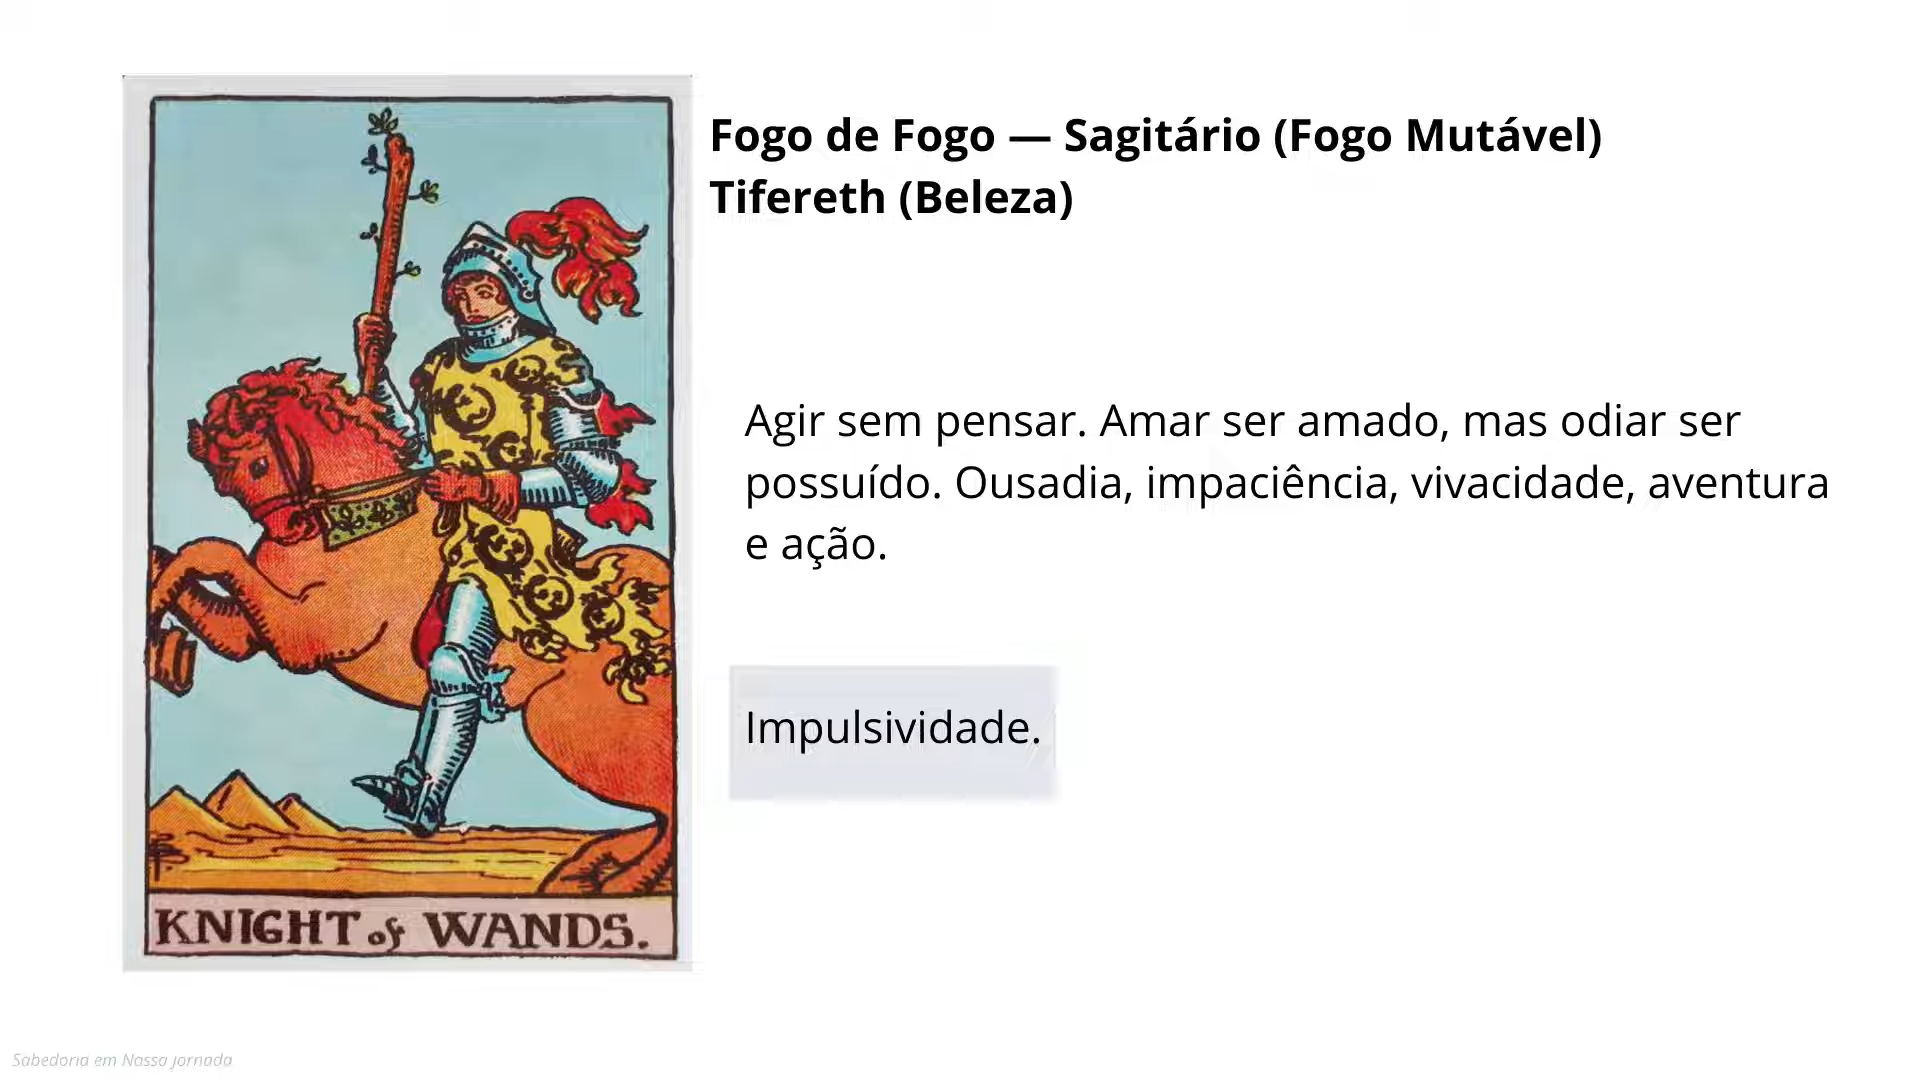 Fogo de Fogo — Sagitário (Fogo Mutável)
Tifereth (Beleza)
Agir sem pensar. Amar ser amado, mas odiar ser
possuído. Ousadia, impaciência, vivacidade, aventura
e ação.
Impulsividade.
KNIGHT of WANDS.
Sabedoria em Nossa jornada